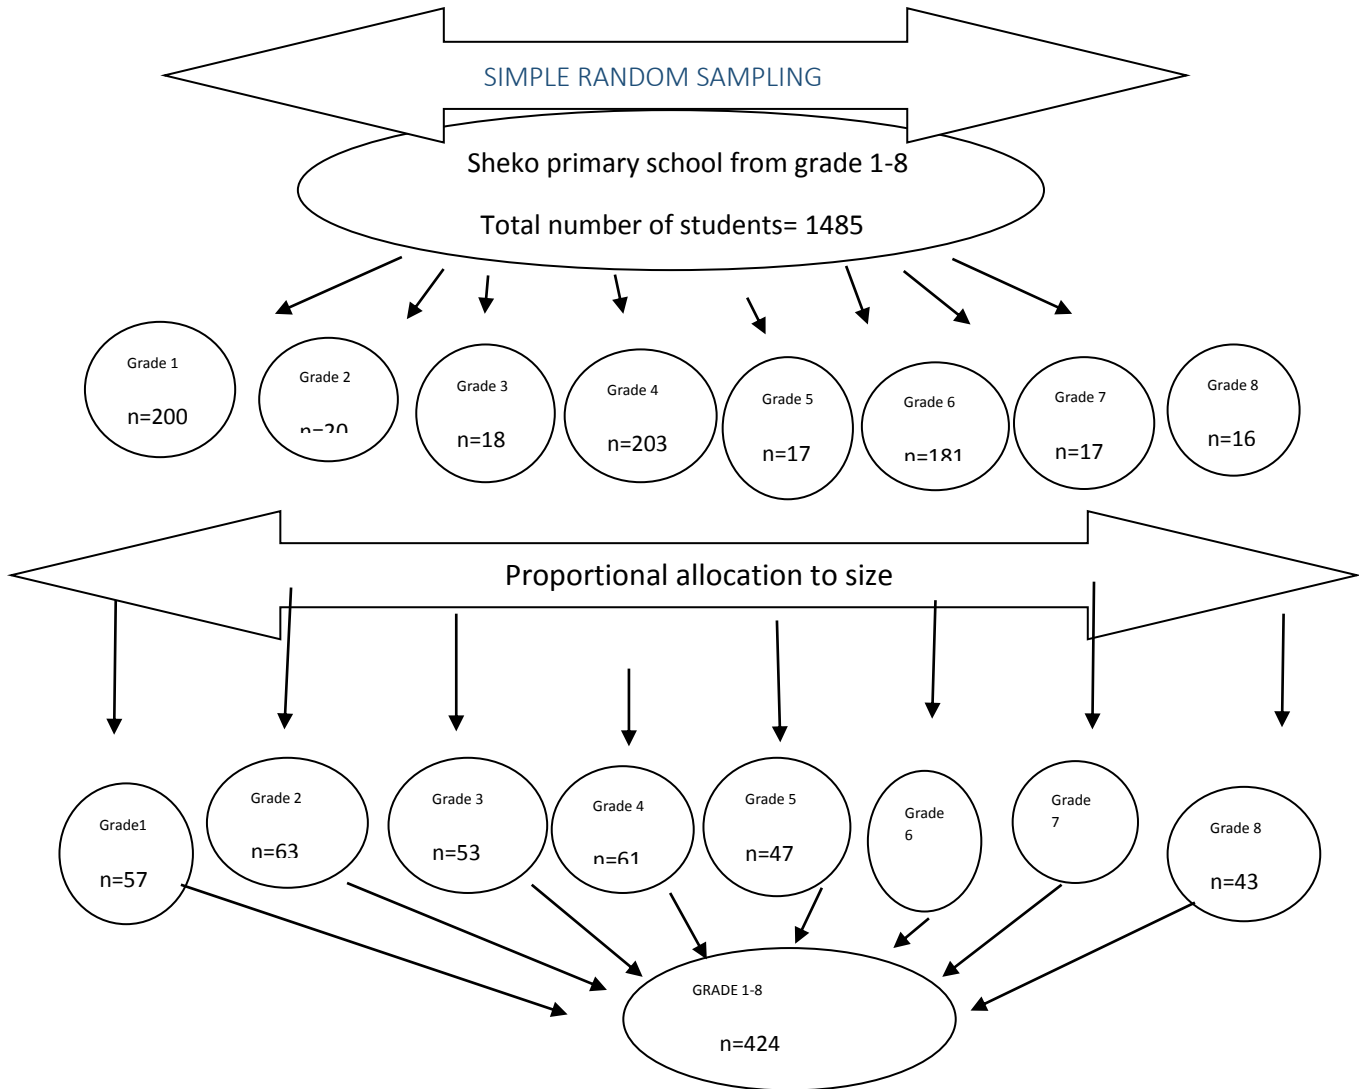 SIMPLE RANDOM SAMPLING
Sheko primary school from grade 1-8
Total number of students= 1485
Grade 1
n=200
Grade 2
n=20
Grade 3
n=18
Grade 4
n=203
Grade 5
n=17
Grade 6
n=181
Grade 7
n=17
Grade 8
n=16
Proportional allocation to size
Grade1
n=57
Grade 2
n=63
Grade 3
n=53
Grade 4
n=61
Grade 5
n=47
Grade
6
Grade
7
Grade 8
n=43
GRADE 1-8
n=424